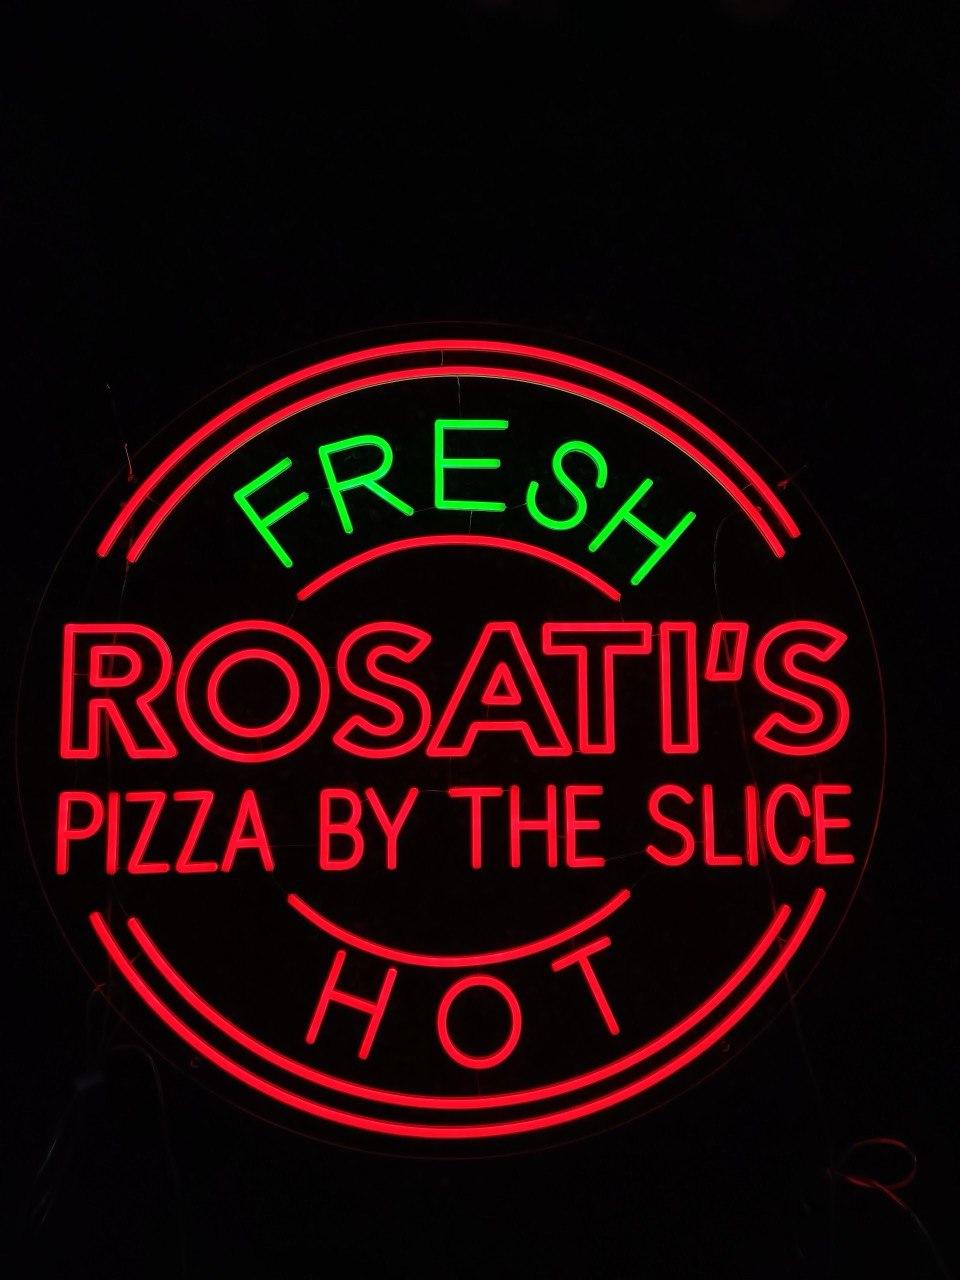 FRESH
ROSATI'S
PIZZA BY THE SLICE
HOT